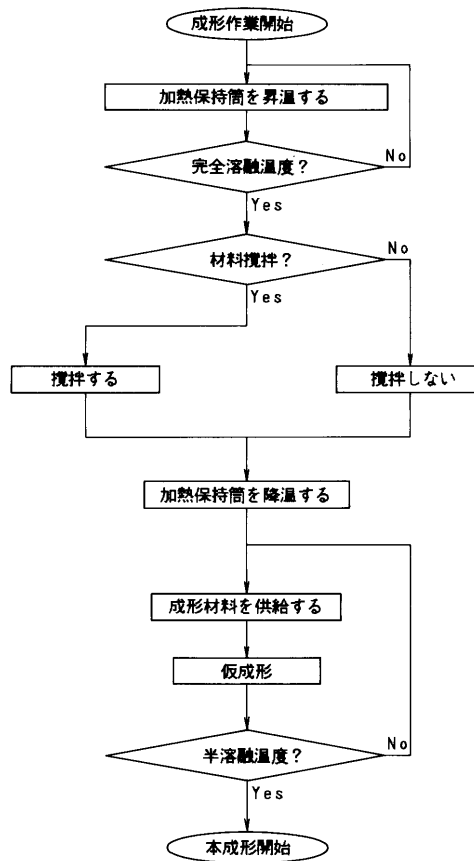 成形作業開始
加熱保持筒を昇温する
完全溶融温度?
No
Yes
材料攪拌?
No
Yes
攪拌する
攪拌しない
加熱保持筒を降温する
成形材料を供給する
仮成形
半溶融温度?
No
Yes
本成形開始